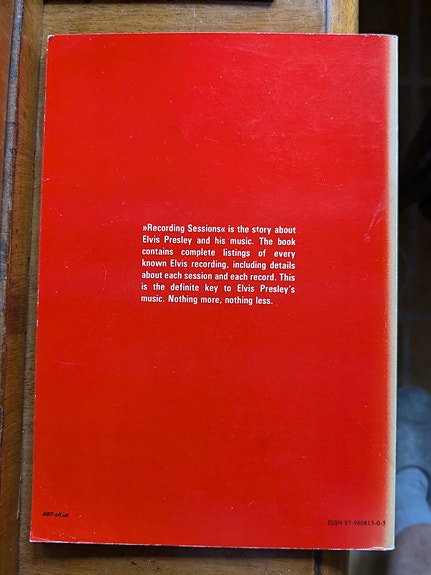 »Recording Sessions« is the story about
Elvis Presley and his music. The book
contains complete listings of every
known Elvis recording, including details
about each session and each record. This
is the definite key to Elvis Presley's
music. Nothing more, nothing less.
ISBN 87-980613-0-5